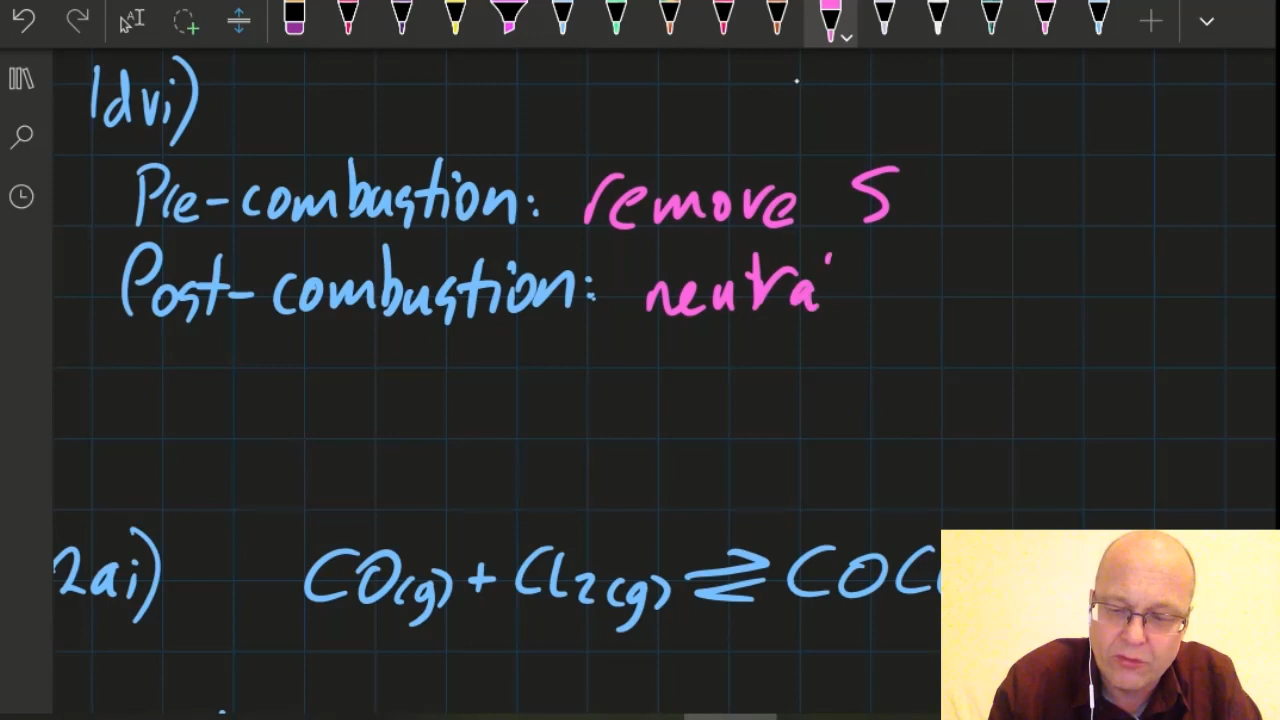 1dvi)
Pre-combustion: remove S
Post-combustion: neutra
2ai) CO(g) + Cl2(g) ⇌ COC